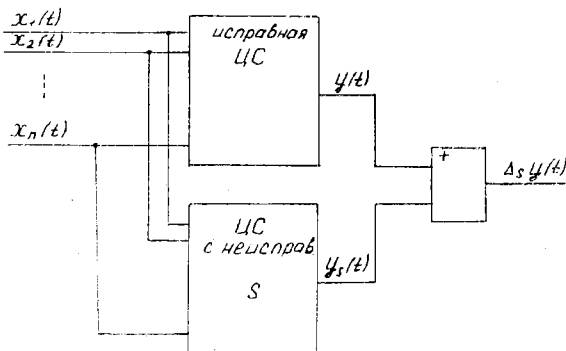 x₁(t)
x₂(t)
xₙ(t)
исправная
ЦС
y(t)
+
Δₛ y(t)
ЦС
с неисправ
S
yₛ(t)